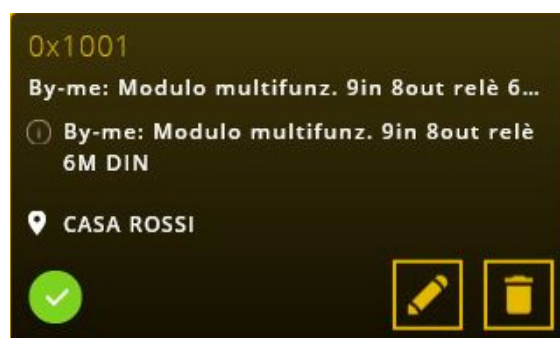 0x1001
By-me: Modulo multifunz. 9in 8out relè 6...
By-me: Modulo multifunz. 9in 8out relè
6M DIN
CASA ROSSI